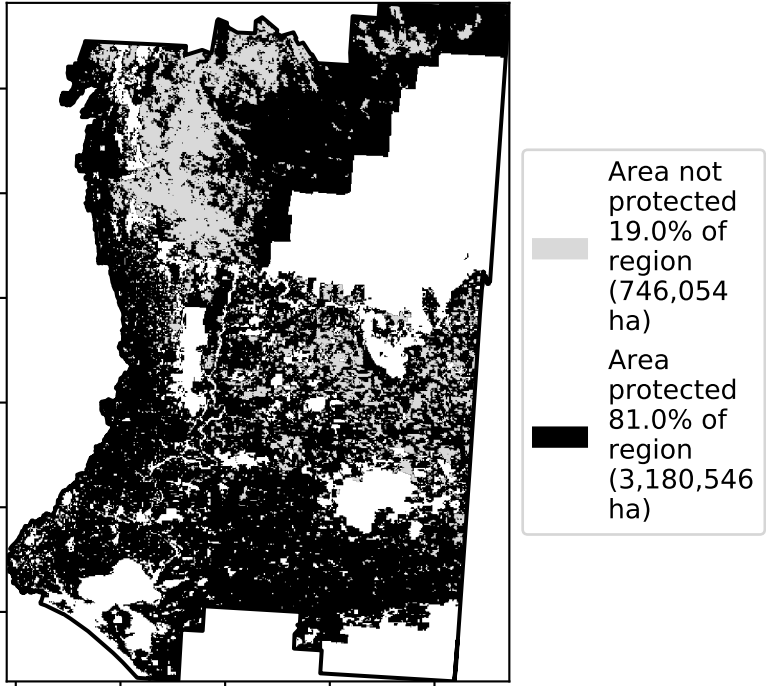 Area not
protected
19.0% of
region
(746,054
ha)
Area
protected
81.0% of
region
(3,180,546
ha)